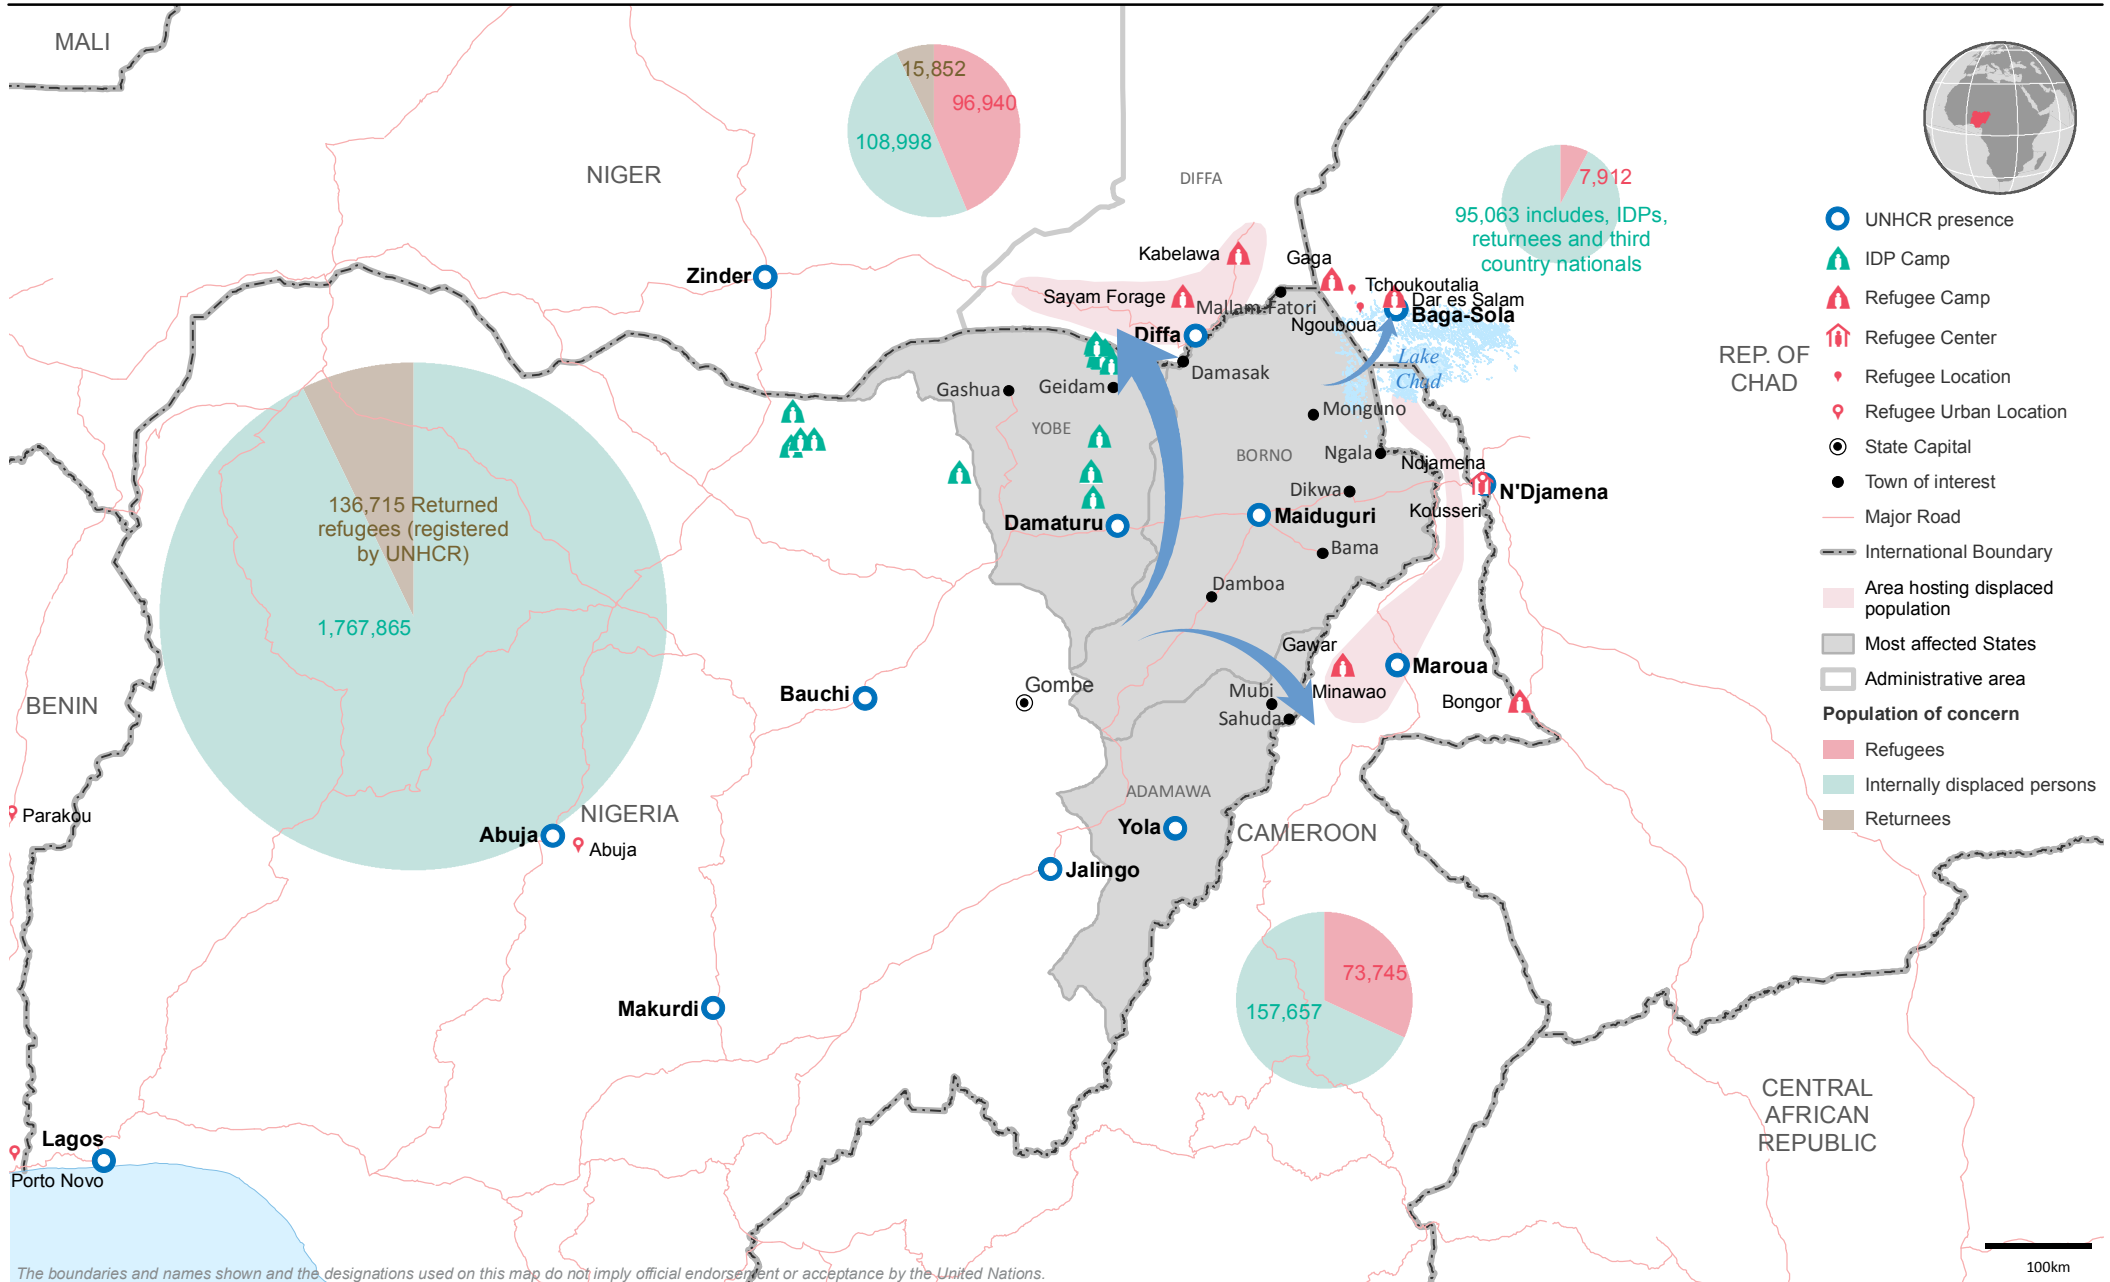 MALI
NIGER
15,852
96,940
108,998
DIFFA
7,912
95,063 includes, IDPs,
returnees and third
country nationals
Kabelawa
Gaga
Tchoukoutalia
Zinder
Sayam Forage
Mallam Fatori
Dar es Salam
Baga-Sola
Ngouboua
Diffa
Damasak
Lake
Chad
REP. OF
CHAD
Gashua
Geidam
YOBE
Monguno
BORNO
Ngala
Ndjamena
N'Djamena
Dikwa
Kousseri
Damaturu
Maiduguri
Bama
Damboa
136,715 Returned
refugees (registered
by UNHCR)
1,767,865
Gawar
Maroua
Minawao
Mubi
Sahuda
Bongor
Bauchi
Gombe
BENIN
ADAMAWA
Yola
CAMEROON
Parakou
NIGERIA
Abuja
Abuja
Jalingo
Makurdi
73,745
157,657
CENTRAL
AFRICAN
REPUBLIC
Lagos
Porto Novo
UNHCR presence
IDP Camp
Refugee Camp
Refugee Center
Refugee Location
Refugee Urban Location
State Capital
Town of interest
Major Road
International Boundary
Area hosting displaced
population
Most affected States
Administrative area
Population of concern
Refugees
Internally displaced persons
Returnees
100km
The boundaries and names shown and the designations used on this map do not imply official endorsement or acceptance by the United Nations.